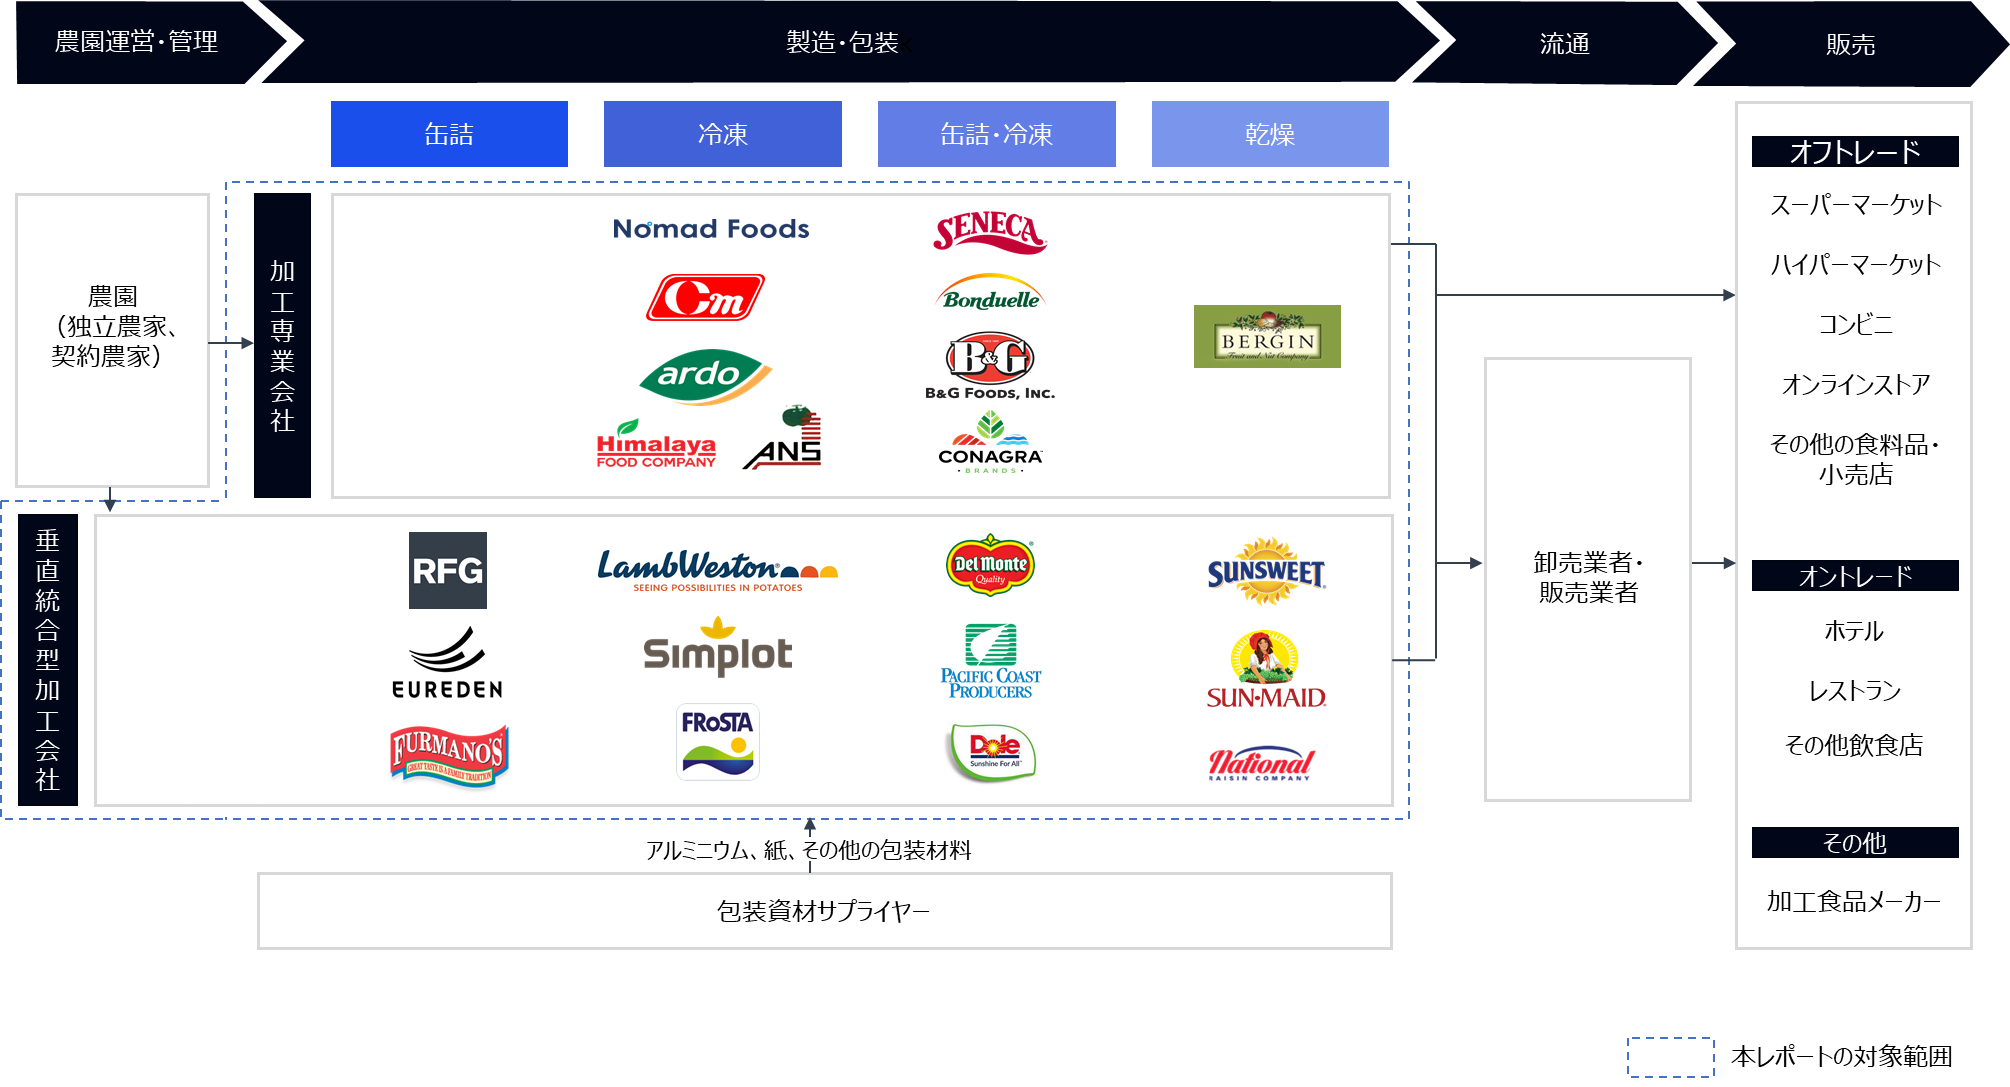 農園運営・管理
製造・包装
流通
販売
缶詰
冷凍
缶詰・冷凍
乾燥
農園
（独立農家、
契約農家）
加工専業会社
Nomad Foods
Cm
ardo
Himalaya
FOOD COMPANY
ANS
SENECA
Bonduelle
B&G
B&G FOODS, INC.
CONAGRA
BRANDS
BERGIN
Fruit and Nut Company
垂直統合型加工会社
RFG
EUREDEN
FURMANO'S
GREAT TASTE IS A FAMILY TRADITION
LambWeston
SEEING POSSIBILITIES IN POTATOES
Simplot
FRoSTA
Del Monte
Quality
PACIFIC COAST
PRODUCERS
Dole
Sunshine For All
SUNSWEET
SUN-MAID
National
RAISIN COMPANY
アルミニウム、紙、その他の包装材料
包装資材サプライヤー
卸売業者・
販売業者
オフトレード
スーパーマーケット
ハイパーマーケット
コンビニ
オンラインストア
その他の食料品・
小売店
オントレード
ホテル
レストラン
その他飲食店
その他
加工食品メーカー
本レポートの対象範囲